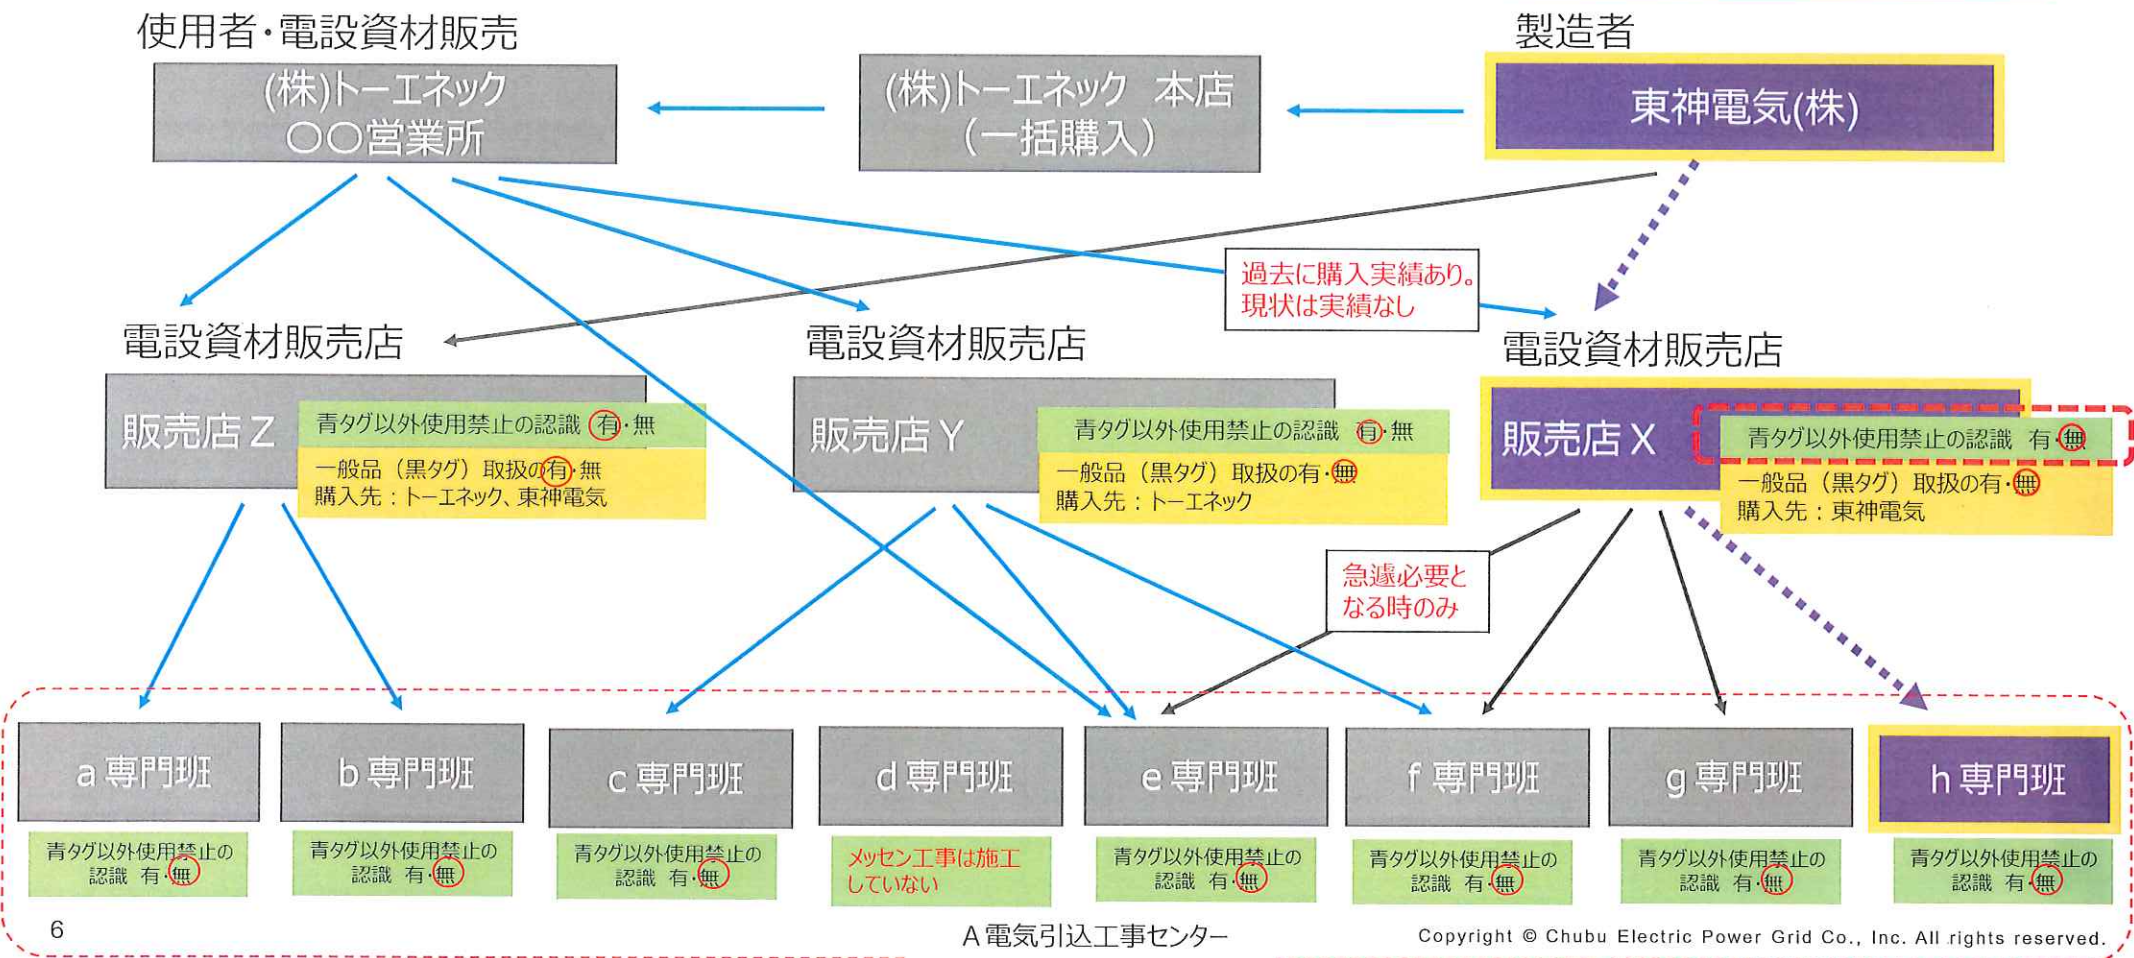 使用者・電設資材販売
製造者
(株)トーエネック
〇〇営業所
(株)トーエネック 本店
(一括購入)
東神電気(株)
過去に購入実績あり。
現状は実績なし
電設資材販売店
電設資材販売店
電設資材販売店
販売店Z
青タグ以外使用禁止の認識 有・無
一般品（黒タグ）取扱の有・無
購入先：トーエネック、東神電気
販売店Y
青タグ以外使用禁止の認識 有・無
一般品（黒タグ）取扱の有・無
購入先：トーエネック
販売店X
青タグ以外使用禁止の認識 有・無
一般品（黒タグ）取扱の有・無
購入先：東神電気
急遽必要と
なる時のみ
a専門班
b専門班
c専門班
d専門班
e専門班
f専門班
g専門班
h専門班
青タグ以外使用禁止の
認識 有・無
青タグ以外使用禁止の
認識 有・無
青タグ以外使用禁止の
認識 有・無
メッセン工事は施工
していない
青タグ以外使用禁止の
認識 有・無
青タグ以外使用禁止の
認識 有・無
青タグ以外使用禁止の
認識 有・無
青タグ以外使用禁止の
認識 有・無
6
A電気引込工事センター
Copyright © Chubu Electric Power Grid Co., Inc. All rights reserved.